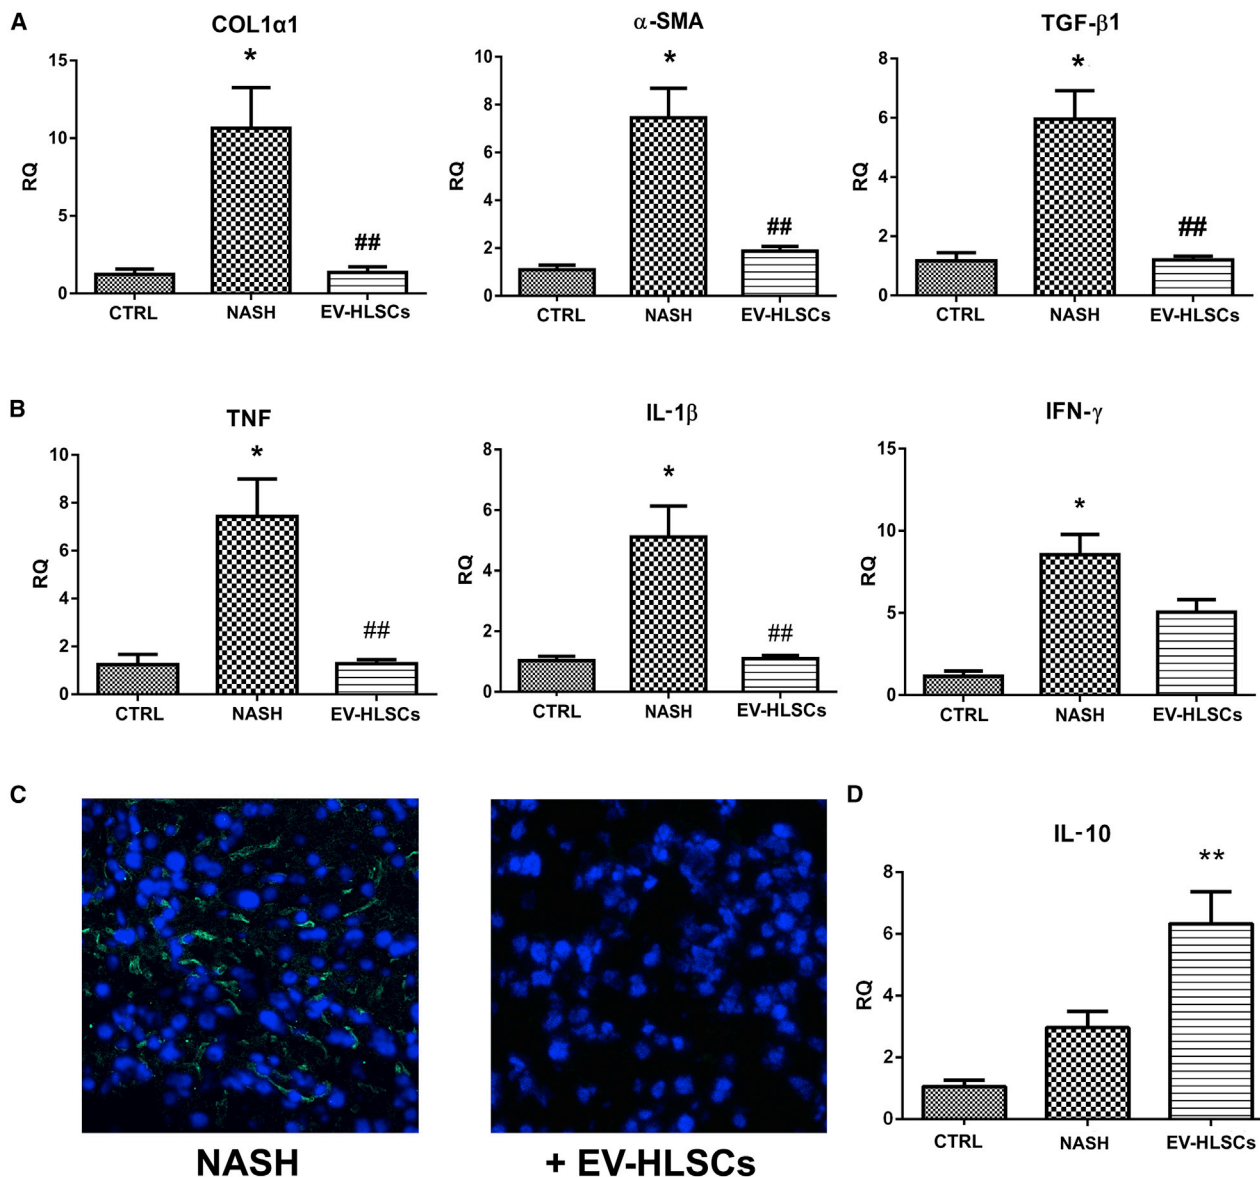 A
COL1α1
*
15
10
5
0
RQ
##
CTRL NASH EV-HLSCs
α-SMA
*
10
8
6
4
2
0
RQ
##
CTRL NASH EV-HLSCs
TGF-β1
*
8
6
4
2
0
RQ
##
CTRL NASH EV-HLSCs
B
TNF
*
10
8
6
4
2
0
RQ
##
CTRL NASH EV-HLSCs
IL-1β
*
8
6
4
2
0
RQ
##
CTRL NASH EV-HLSCs
IFN-γ
*
15
10
5
0
RQ
CTRL NASH EV-HLSCs
C
NASH
+ EV-HLSCs
D
IL-10
**
8
6
4
2
0
RQ
CTRL NASH EV-HLSCs